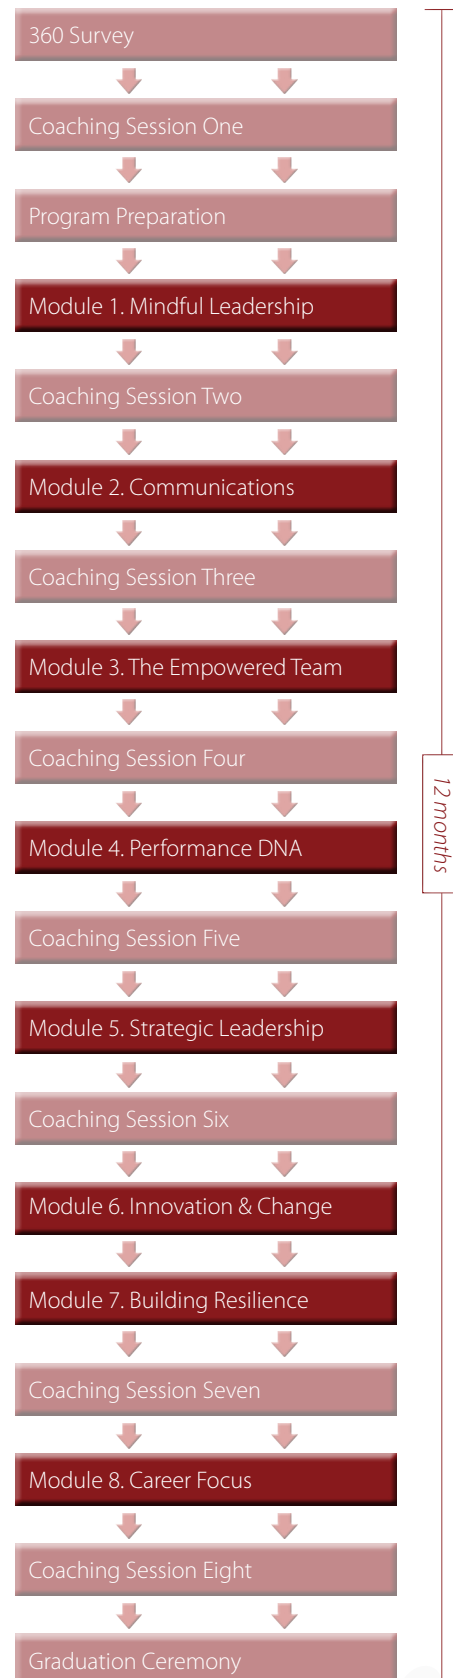 360 Survey
Coaching Session One
Program Preparation
Module 1. Mindful Leadership
Coaching Session Two
Module 2. Communications
Coaching Session Three
Module 3. The Empowered Team
Coaching Session Four
Module 4. Performance DNA
12 months
Coaching Session Five
Module 5. Strategic Leadership
Coaching Session Six
Module 6. Innovation & Change
Module 7. Building Resilience
Coaching Session Seven
Module 8. Career Focus
Coaching Session Eight
Graduation Ceremony